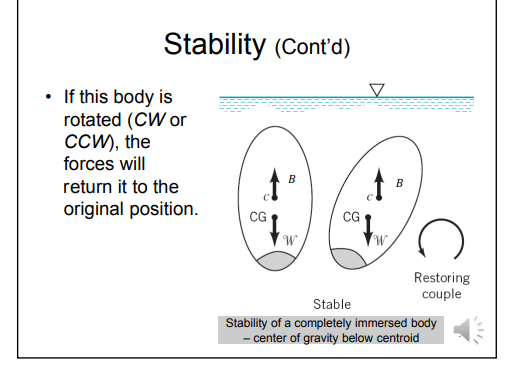 Stability (Cont'd)
• If this body is
rotated (CW or
CCW), the
forces will
return it to the
original position.
B
B
c
c
CG
CG
W
W
Restoring
couple
Stable
Stability of a completely immersed body
– center of gravity below centroid